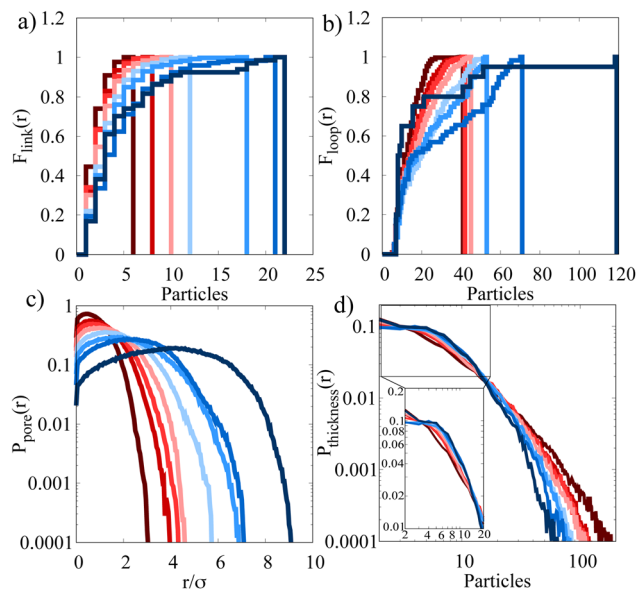 a)
1.2
1
0.8
0.6
0.4
0.2
0
F_link(r)
0 5 10 15 20 25
Particles
b)
1.2
1
0.8
0.6
0.4
0.2
0
F_loop(r)
0 20 40 60 80 100 120
Particles
c)
1
0.1
0.01
0.001
0.0001
P_pore(r)
0 2 4 6 8 10
r/σ
d)
0.1
0.01
0.001
0.0001
P_thickness(r)
10 100
Particles
0.2
0.1
0.08
0.06
0.04
0.02
0.01
2 4 6 8 10 20